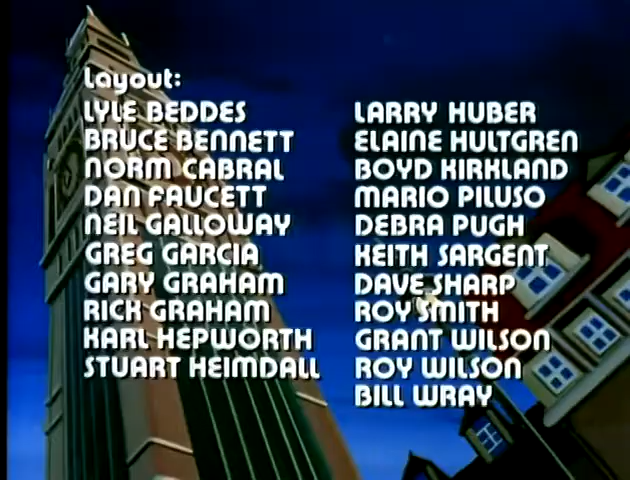 Layout:
LYLE BEDDES
BRUCE BENNETT
NORM CABRAL
DAN FAUCETT
NEIL GALLOWAY
GREG GARCIA
GARY GRAHAM
RICK GRAHAM
KARL HEPWORTH
STUART HEIMDALL
LARRY HUBER
ELAINE HULTGREN
BOYD KIRKLAND
MARIO PILUSO
DEBRA PUGH
KEITH SARGENT
DAVE SHARP
ROY SMITH
GRANT WILSON
ROY WILSON
BILL WRAY